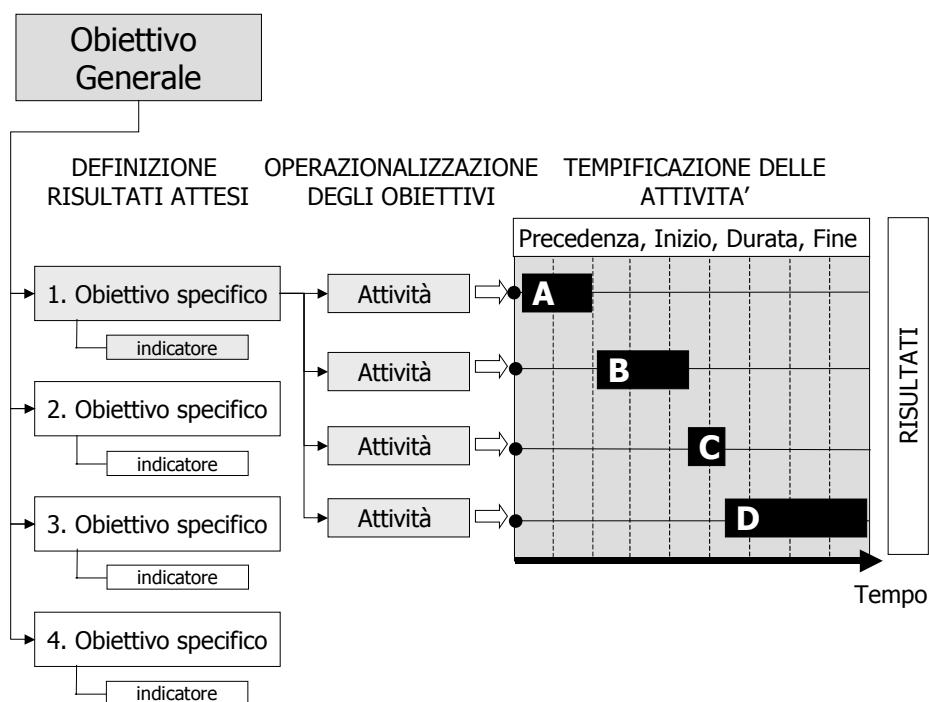 Obiettivo
Generale
DEFINIZIONE
RISULTATI ATTESI
OPERAZIONALIZZAZIONE
DEGLI OBIETTIVI
TEMPIFICAZIONE DELLE
ATTIVITA’
Precedenza, Inizio, Durata, Fine
1. Obiettivo specifico
indicatore
2. Obiettivo specifico
indicatore
3. Obiettivo specifico
indicatore
4. Obiettivo specifico
indicatore
Attività
Attività
Attività
Attività
A
B
C
D
RISULTATI
Tempo